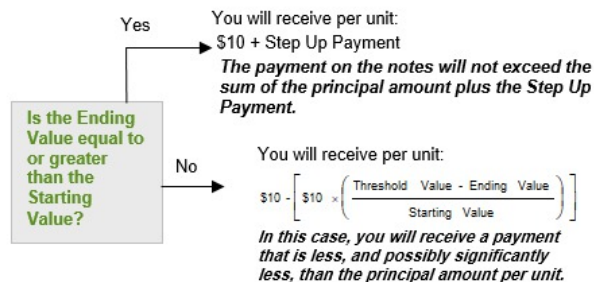 Yes
You will receive per unit:
$10 + Step Up Payment
The payment on the notes will not exceed the
sum of the principal amount plus the Step Up
Payment.
Is the Ending
Value equal to
or greater
than the
Starting
Value?
No
You will receive per unit:
$10 - [ $10 × ( Threshold Value - Ending Value
Starting Value ) ]
In this case, you will receive a payment
that is less, and possibly significantly
less, than the principal amount per unit.